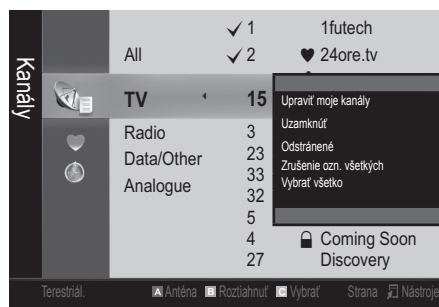 Kanály
✓ 1 1futech
All ✓ 2 ♥ 24ore.tv
TV 15
Radio 3
Data/Other 23
Analogue 33
32
5
4 Coming Soon
27 Discovery
Upraviť moje kanály
Uzamknúť
Odstránené
Zrušenie ozn. všetkých
Vybrať všetko
Terestriál. A Anténa B Roztiahnuť C Vybrať Strana Nástroje